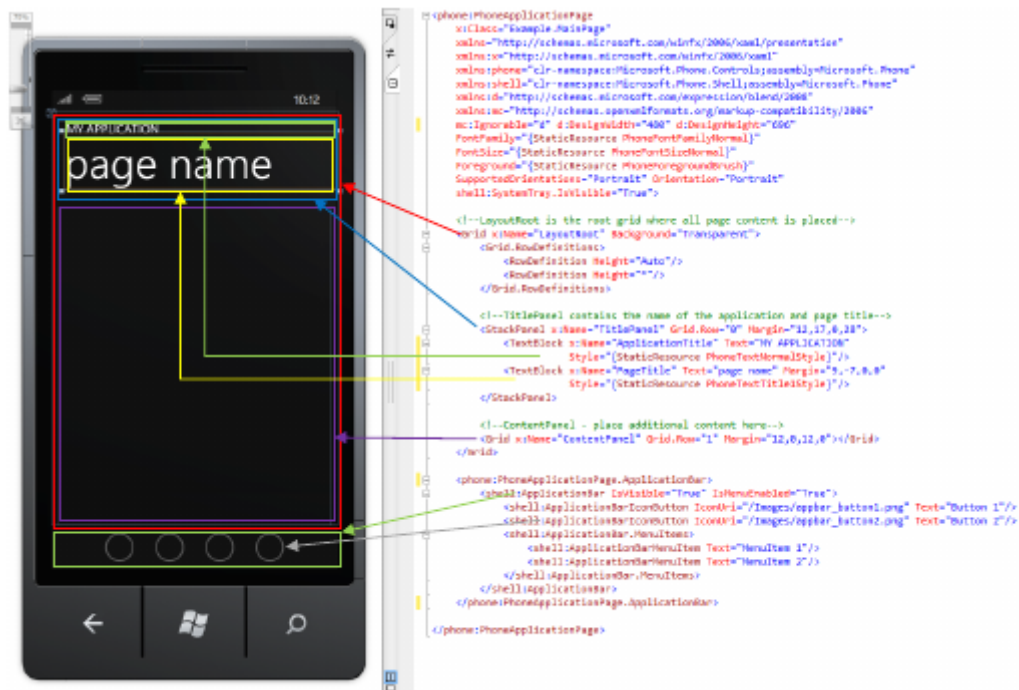 10:12
MY APPLICATION
page name
<phone:PhoneApplicationPage
x:Class="Example.MainPage"
xmlns="http://schemas.microsoft.com/winfx/2006/xaml/presentation"
xmlns:x="http://schemas.microsoft.com/winfx/2006/xaml"
xmlns:phone="clr-namespace:Microsoft.Phone.Controls;assembly=Microsoft.Phone"
xmlns:shell="clr-namespace:Microsoft.Phone.Shell;assembly=Microsoft.Phone"
xmlns:d="http://schemas.microsoft.com/expression/blend/2008"
xmlns:mc="http://schemas.openxmlformats.org/markup-compatibility/2006"
mc:Ignorable="d" d:DesignWidth="480" d:DesignHeight="696"
FontFamily="{StaticResource PhoneFontFamilyNormal}"
FontSize="{StaticResource PhoneFontSizeNormal}"
Foreground="{StaticResource PhoneForegroundBrush}"
SupportedOrientations="Portrait" Orientation="Portrait"
shell:SystemTray.IsVisible="True">
<!--LayoutRoot is the root grid where all page content is placed-->
<Grid x:Name="LayoutRoot" Background="Transparent">
<Grid.RowDefinitions>
<RowDefinition Height="Auto"/>
<RowDefinition Height="*"/>
</Grid.RowDefinitions>
<!--TitlePanel contains the name of the application and page title-->
<StackPanel x:Name="TitlePanel" Grid.Row="0" Margin="12,17,0,28">
<TextBlock x:Name="ApplicationTitle" Text="MY APPLICATION"
Style="{StaticResource PhoneTextNormalStyle}"/>
<TextBlock x:Name="PageTitle" Text="page name" Margin="9,-7,0,0"
Style="{StaticResource PhoneTextTitle1Style}"/>
</StackPanel>
<!--ContentPanel - place additional content here-->
<Grid x:Name="ContentPanel" Grid.Row="1" Margin="12,0,12,0"></Grid>
</Grid>
<phone:PhoneApplicationPage.ApplicationBar>
<shell:ApplicationBar IsVisible="True" IsMenuEnabled="True">
<shell:ApplicationBarIconButton IconUri="/Images/appbar_button1.png" Text="Button 1"/>
<shell:ApplicationBarIconButton IconUri="/Images/appbar_button2.png" Text="Button 2"/>
<shell:ApplicationBar.MenuItems>
<shell:ApplicationBarMenuItem Text="MenuItem 1"/>
<shell:ApplicationBarMenuItem Text="MenuItem 2"/>
</shell:ApplicationBar.MenuItems>
</shell:ApplicationBar>
</phone:PhoneApplicationPage.ApplicationBar>
</phone:PhoneApplicationPage>